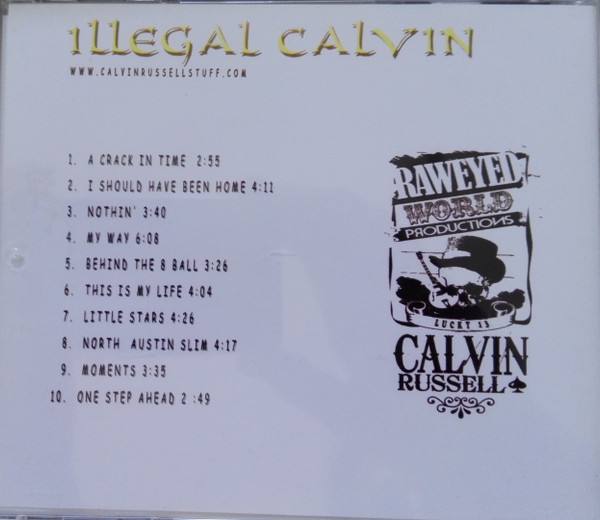 ILLEGAL CALVIN
WWW.CALVINRUSSELLSTUFF.COM
1. A CRACK IN TIME 2:55
2. I SHOULD HAVE BEEN HOME 4:11
3. NOTHIN' 3:40
4. MY WAY 6:08
5. BEHIND THE 8 BALL 3:26
6. THIS IS MY LIFE 4:04
7. LITTLE STARS 4:26
8. NORTH AUSTIN SLIM 4:17
9. MOMENTS 3:35
10. ONE STEP AHEAD 2 :49
RAWEYED
WORLD
PRODUCTIONS
LUCKY 13
CALVIN
RUSSELL